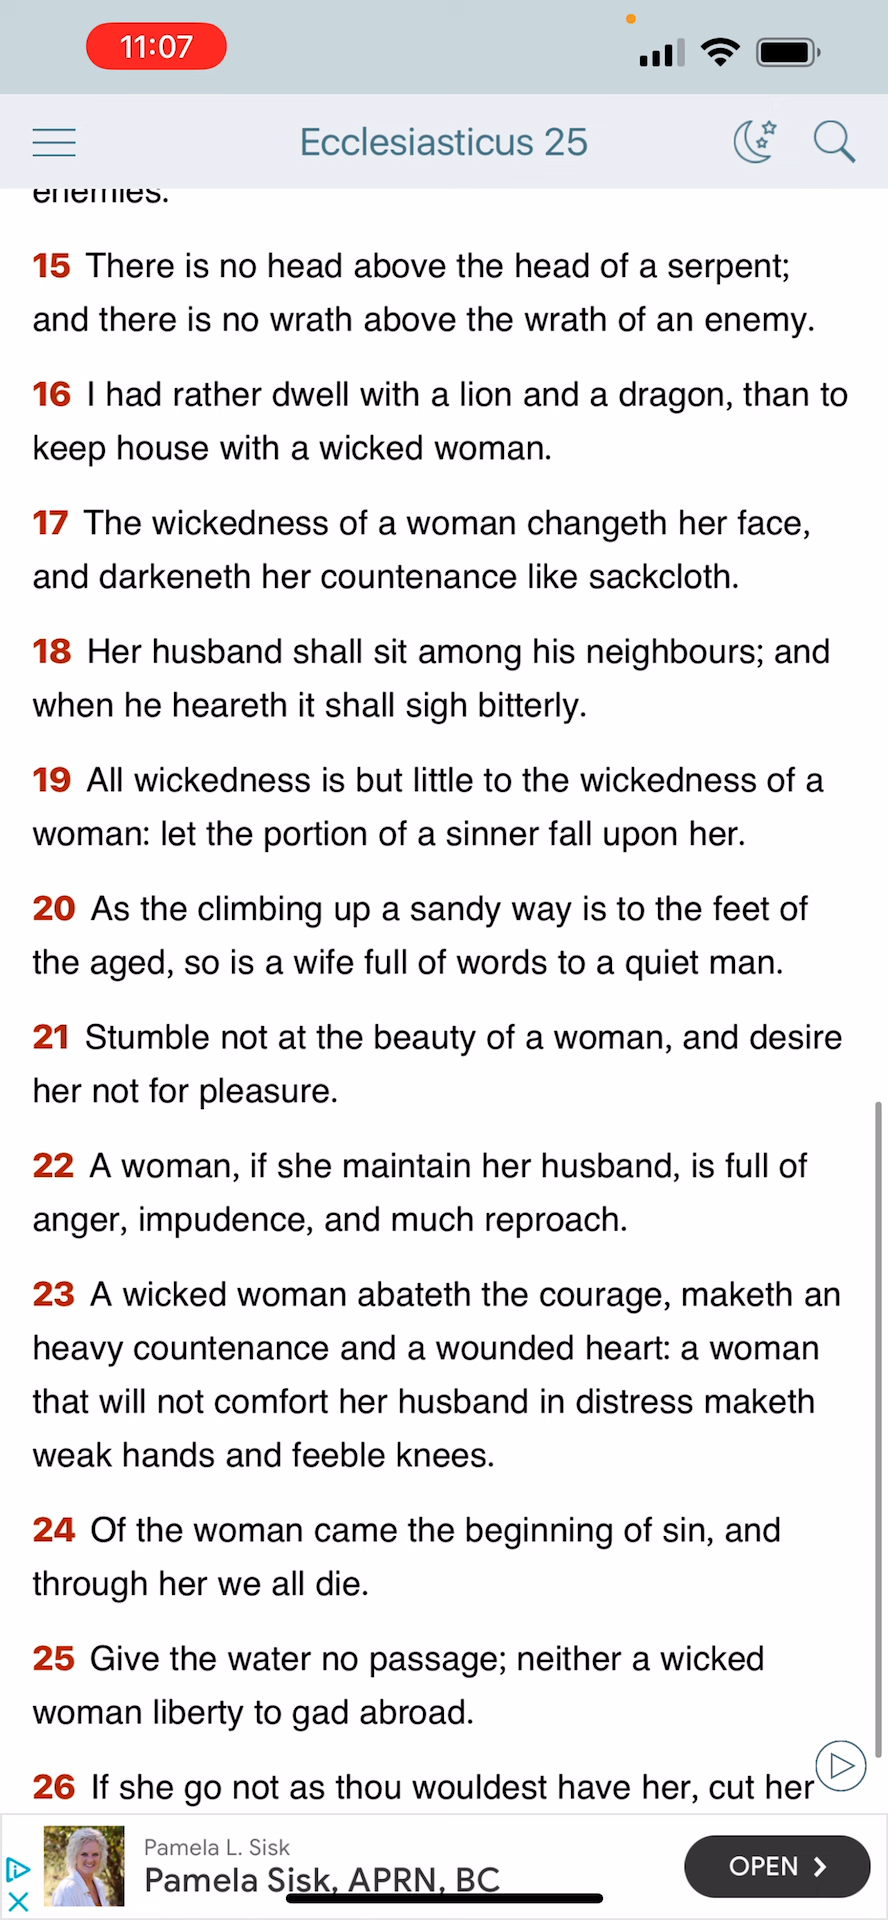 11:07
Ecclesiasticus 25
enemies.
15 There is no head above the head of a serpent;
and there is no wrath above the wrath of an enemy.
16 I had rather dwell with a lion and a dragon, than to
keep house with a wicked woman.
17 The wickedness of a woman changeth her face,
and darkeneth her countenance like sackcloth.
18 Her husband shall sit among his neighbours; and
when he heareth it shall sigh bitterly.
19 All wickedness is but little to the wickedness of a
woman: let the portion of a sinner fall upon her.
20 As the climbing up a sandy way is to the feet of
the aged, so is a wife full of words to a quiet man.
21 Stumble not at the beauty of a woman, and desire
her not for pleasure.
22 A woman, if she maintain her husband, is full of
anger, impudence, and much reproach.
23 A wicked woman abateth the courage, maketh an
heavy countenance and a wounded heart: a woman
that will not comfort her husband in distress maketh
weak hands and feeble knees.
24 Of the woman came the beginning of sin, and
through her we all die.
25 Give the water no passage; neither a wicked
woman liberty to gad abroad.
26 If she go not as thou wouldest have her, cut her
Pamela L. Sisk
Pamela Sisk, APRN, BC
OPEN